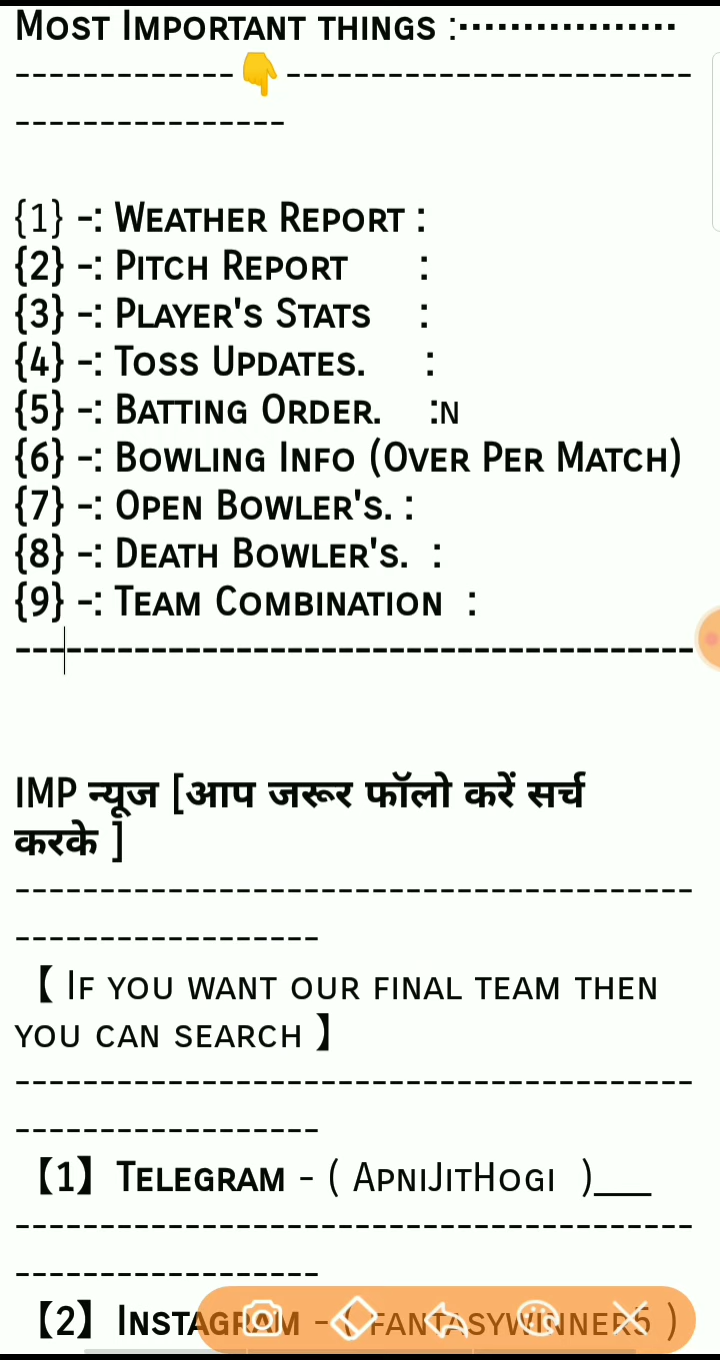 Most Important things :·················
-------------👇------------------------
----------------
{1} -: Weather Report :
{2} -: Pitch Report :
{3} -: Player's Stats :
{4} -: Toss Updates. :
{5} -: Batting Order. :n
{6} -: Bowling Info (Over Per Match)
{7} -: Open Bowler's. :
{8} -: Death Bowler's. :
{9} -: Team Combination :
----------------------------------------
IMP न्यूज [आप जरूर फॉलो करें सर्च
करके ]
----------------------------------------
------------------
【 If you want our final team then
you can search 】
----------------------------------------
------------------
【1】 Telegram - ( ApniJitHogi )___
----------------------------------------
------------------
【2】 Instagram - ( fantasywinner5 )